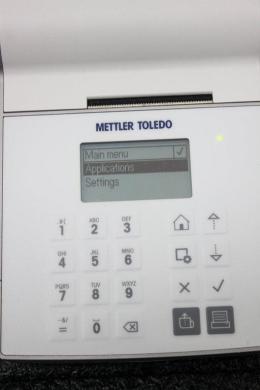 METTLER TOLEDO
Main menu
Applications
Settings
.#(
1
ABC
2
DEF
3
GHI
4
JKL
5
MNO
6
PQRS
7
TUV
8
WXYZ
9
-&/
=
0